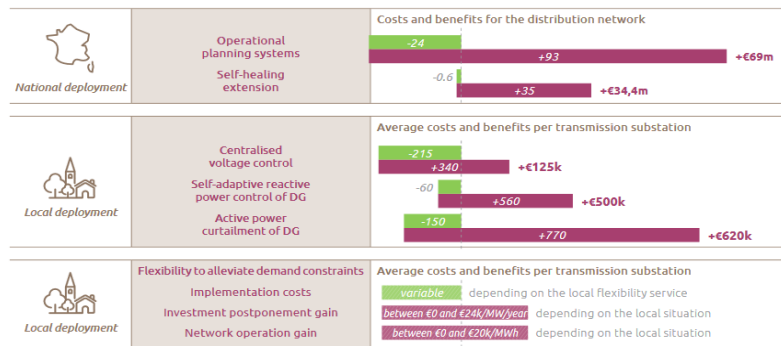 Costs and benefits for the distribution network
National deployment
Operational
planning systems
-24
+93
+€69m
Self-healing
extension
-0.6
+35
+€34,4m
Average costs and benefits per transmission substation
Local deployment
Centralised
voltage control
-215
+340
+€125k
Self-adaptive reactive
power control of DG
-60
+560
+€500k
Active power
curtailment of DG
-150
+770
+€620k
Local deployment
Flexibility to alleviate demand constraints
Average costs and benefits per transmission substation
Implementation costs
variable
depending on the local flexibility service
Investment postponement gain
between €0 and €24k/MW/year
depending on the local situation
Network operation gain
between €0 and €20k/MWh
depending on the local situation